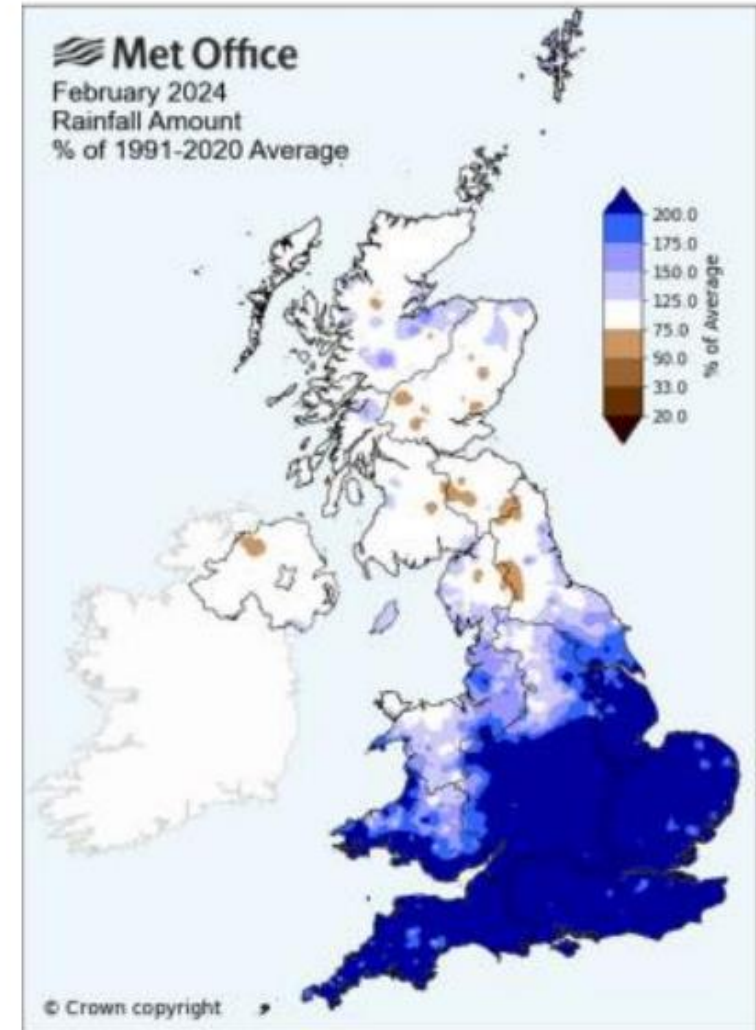 Met Office
February 2024
Rainfall Amount
% of 1991-2020 Average
200.0
175.0
150.0
125.0
75.0
50.0
33.0
20.0
% of Average
© Crown copyright